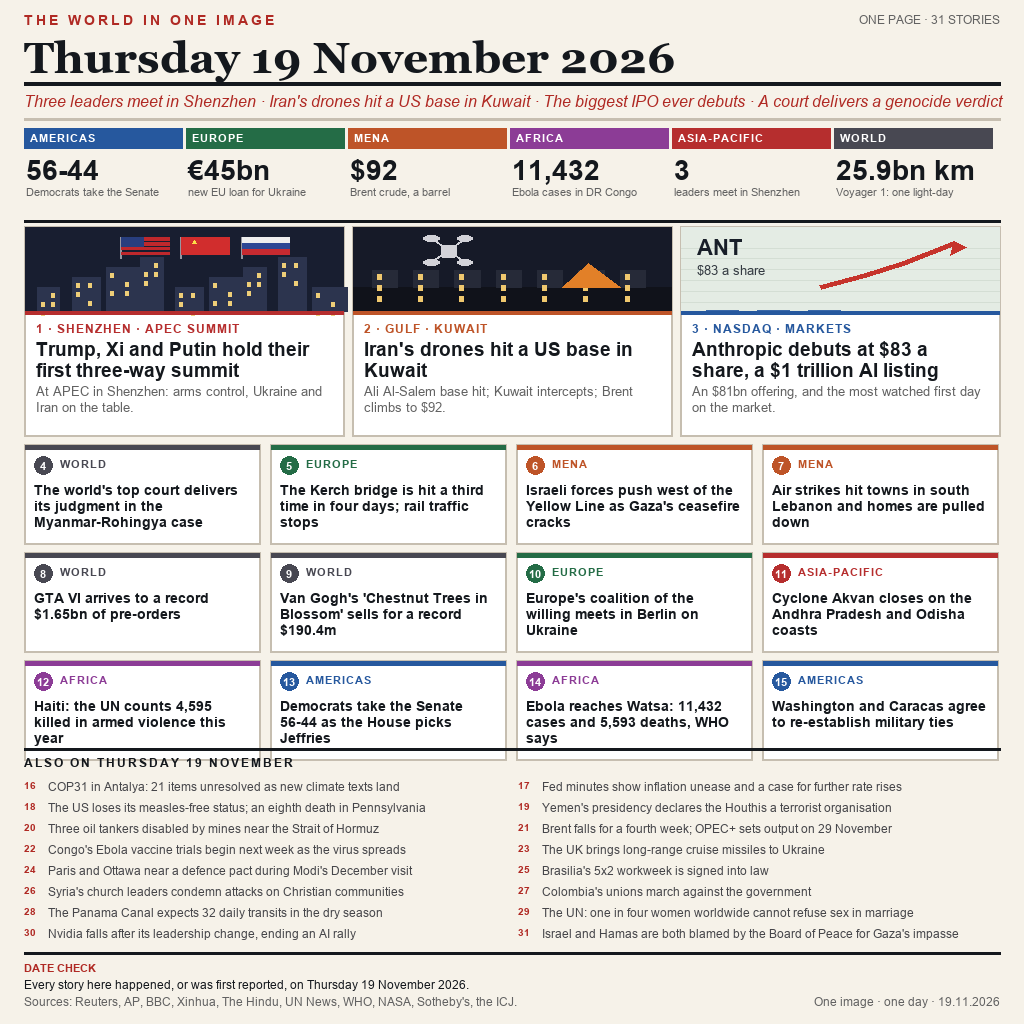 THE WORLD IN ONE IMAGE
ONE PAGE · 31 STORIES
Thursday 19 November 2026
Three leaders meet in Shenzhen · Iran's drones hit a US base in Kuwait · The biggest IPO ever debuts · A court delivers a genocide verdict
AMERICAS
56-44
Democrats take the Senate
EUROPE
€45bn
new EU loan for Ukraine
MENA
$92
Brent crude, a barrel
AFRICA
11,432
Ebola cases in DR Congo
ASIA-PACIFIC
3
leaders meet in Shenzhen
WORLD
25.9bn km
Voyager 1: one light-day
1 · SHENZHEN · APEC SUMMIT
Trump, Xi and Putin hold their
first three-way summit
At APEC in Shenzhen: arms control, Ukraine and
Iran on the table.
2 · GULF · KUWAIT
Iran's drones hit a US base in
Kuwait
Ali Al-Salem base hit; Kuwait intercepts; Brent
climbs to $92.
ANT
$83 a share
3 · NASDAQ · MARKETS
Anthropic debuts at $83 a
share, a $1 trillion AI listing
An $81bn offering, and the most watched first day
on the market.
4 WORLD
The world's top court delivers
its judgment in the
Myanmar-Rohingya case
5 EUROPE
The Kerch bridge is hit a third
time in four days; rail traffic
stops
6 MENA
Israeli forces push west of the
Yellow Line as Gaza's ceasefire
cracks
7 MENA
Air strikes hit towns in south
Lebanon and homes are pulled
down
8 WORLD
GTA VI arrives to a record
$1.65bn of pre-orders
9 WORLD
Van Gogh's 'Chestnut Trees in
Blossom' sells for a record
$190.4m
10 EUROPE
Europe's coalition of the
willing meets in Berlin on
Ukraine
11 ASIA-PACIFIC
Cyclone Akvan closes on the
Andhra Pradesh and Odisha
coasts
12 AFRICA
Haiti: the UN counts 4,595
killed in armed violence this
year
13 AMERICAS
Democrats take the Senate
56-44 as the House picks
Jeffries
14 AFRICA
Ebola reaches Watsa: 11,432
cases and 5,593 deaths, WHO
says
15 AMERICAS
Washington and Caracas agree
to re-establish military ties
ALSO ON THURSDAY 19 NOVEMBER
16 COP31 in Antalya: 21 items unresolved as new climate texts land
17 Fed minutes show inflation unease and a case for further rate rises
18 The US loses its measles-free status; an eighth death in Pennsylvania
19 Yemen's presidency declares the Houthis a terrorist organisation
20 Three oil tankers disabled by mines near the Strait of Hormuz
21 Brent falls for a fourth week; OPEC+ sets output on 29 November
22 Congo's Ebola vaccine trials begin next week as the virus spreads
23 The UK brings long-range cruise missiles to Ukraine
24 Paris and Ottawa near a defence pact during Modi's December visit
25 Brasilia's 5x2 workweek is signed into law
26 Syria's church leaders condemn attacks on Christian communities
27 Colombia's unions march against the government
28 The Panama Canal expects 32 daily transits in the dry season
29 The UN: one in four women worldwide cannot refuse sex in marriage
30 Nvidia falls after its leadership change, ending an AI rally
31 Israel and Hamas are both blamed by the Board of Peace for Gaza's impasse
DATE CHECK
Every story here happened, or was first reported, on Thursday 19 November 2026.
Sources: Reuters, AP, BBC, Xinhua, The Hindu, UN News, WHO, NASA, Sotheby's, the ICJ.
One image · one day · 19.11.2026